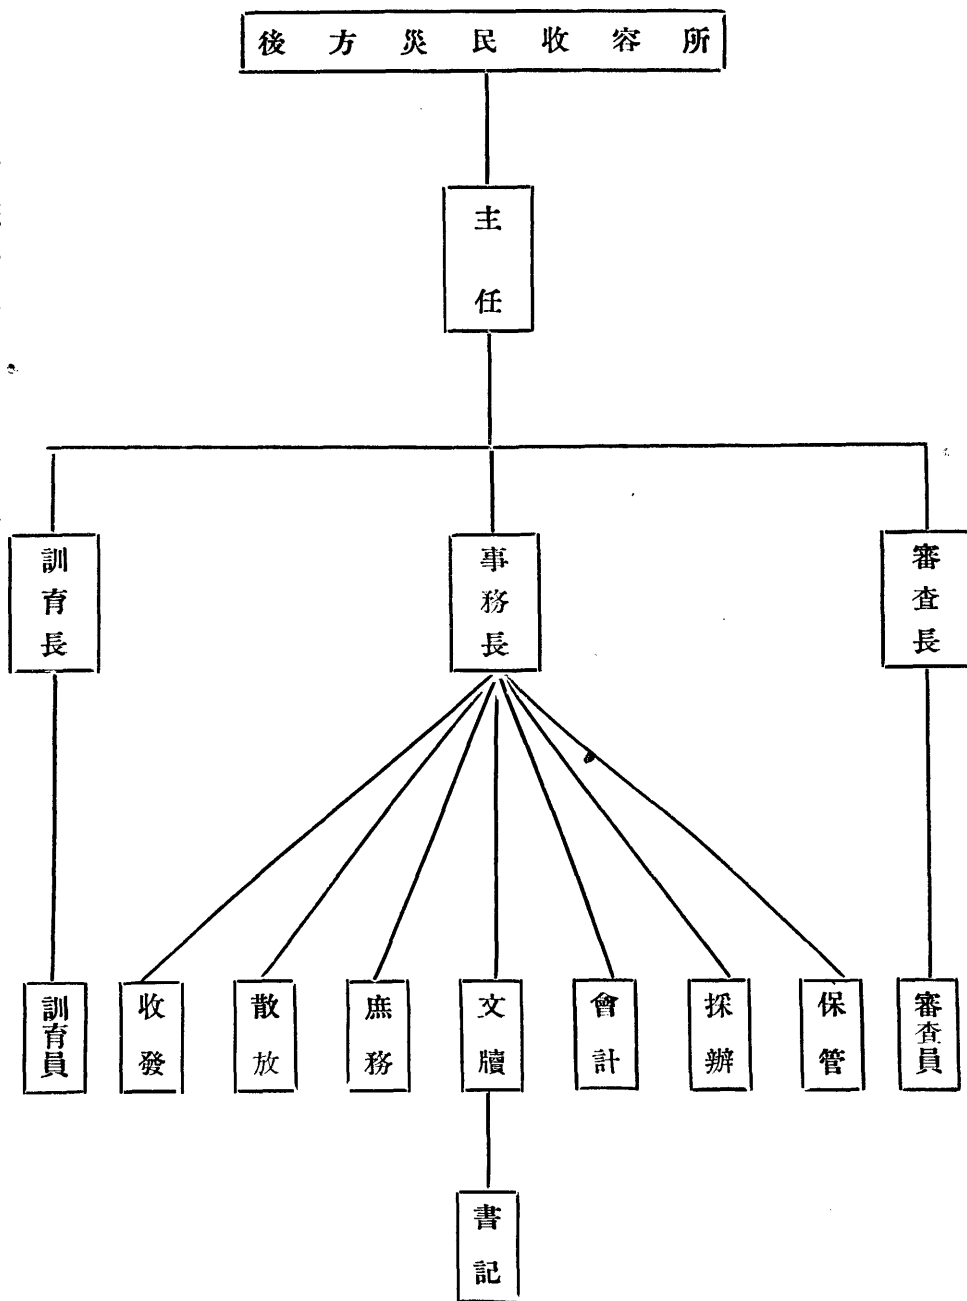 後方災民收容所
主任
訓育長
事務長
審査長
訓育員
收發
散放
庶務
文牘
會計
採辦
保管
審査員
書記